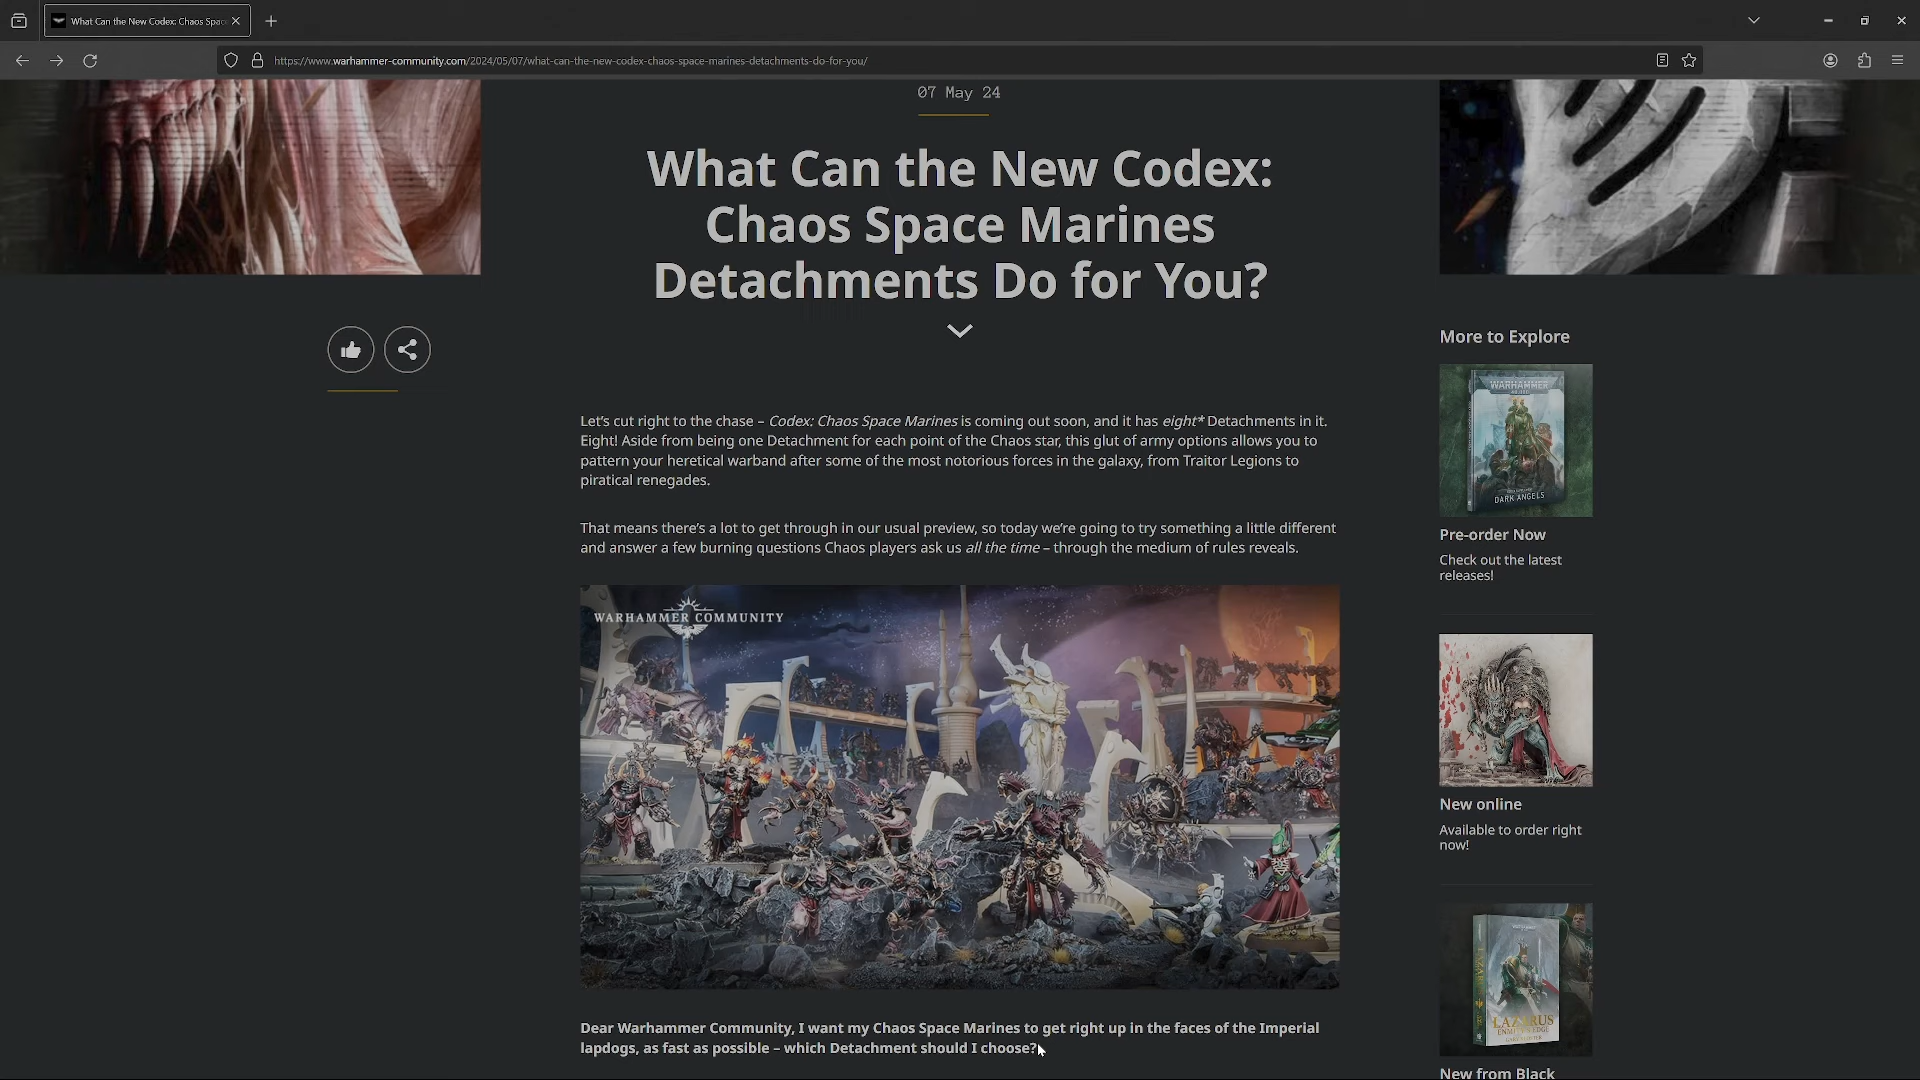 What Can the New Codex: Chaos Spac
https://www.warhammer-community.com/2024/05/07/what-can-the-new-codex-chaos-space-marines-detachments-do-for-you/
07 May 24
What Can the New Codex:
Chaos Space Marines
Detachments Do for You?
Let's cut right to the chase – Codex: Chaos Space Marines is coming out soon, and it has eight* Detachments in it.
Eight! Aside from being one Detachment for each point of the Chaos star, this glut of army options allows you to
pattern your heretical warband after some of the most notorious forces in the galaxy, from Traitor Legions to
piratical renegades.
That means there's a lot to get through in our usual preview, so today we're going to try something a little different
and answer a few burning questions Chaos players ask us all the time – through the medium of rules reveals.
WARHAMMER COMMUNITY
Dear Warhammer Community, I want my Chaos Space Marines to get right up in the faces of the Imperial
lapdogs, as fast as possible – which Detachment should I choose?
More to Explore
WARHAMMER
DARK ANGELS
Pre-order Now
Check out the latest
releases!
New online
Available to order right
now!
LAZARUS
ENMITY'S EDGE
New from Black